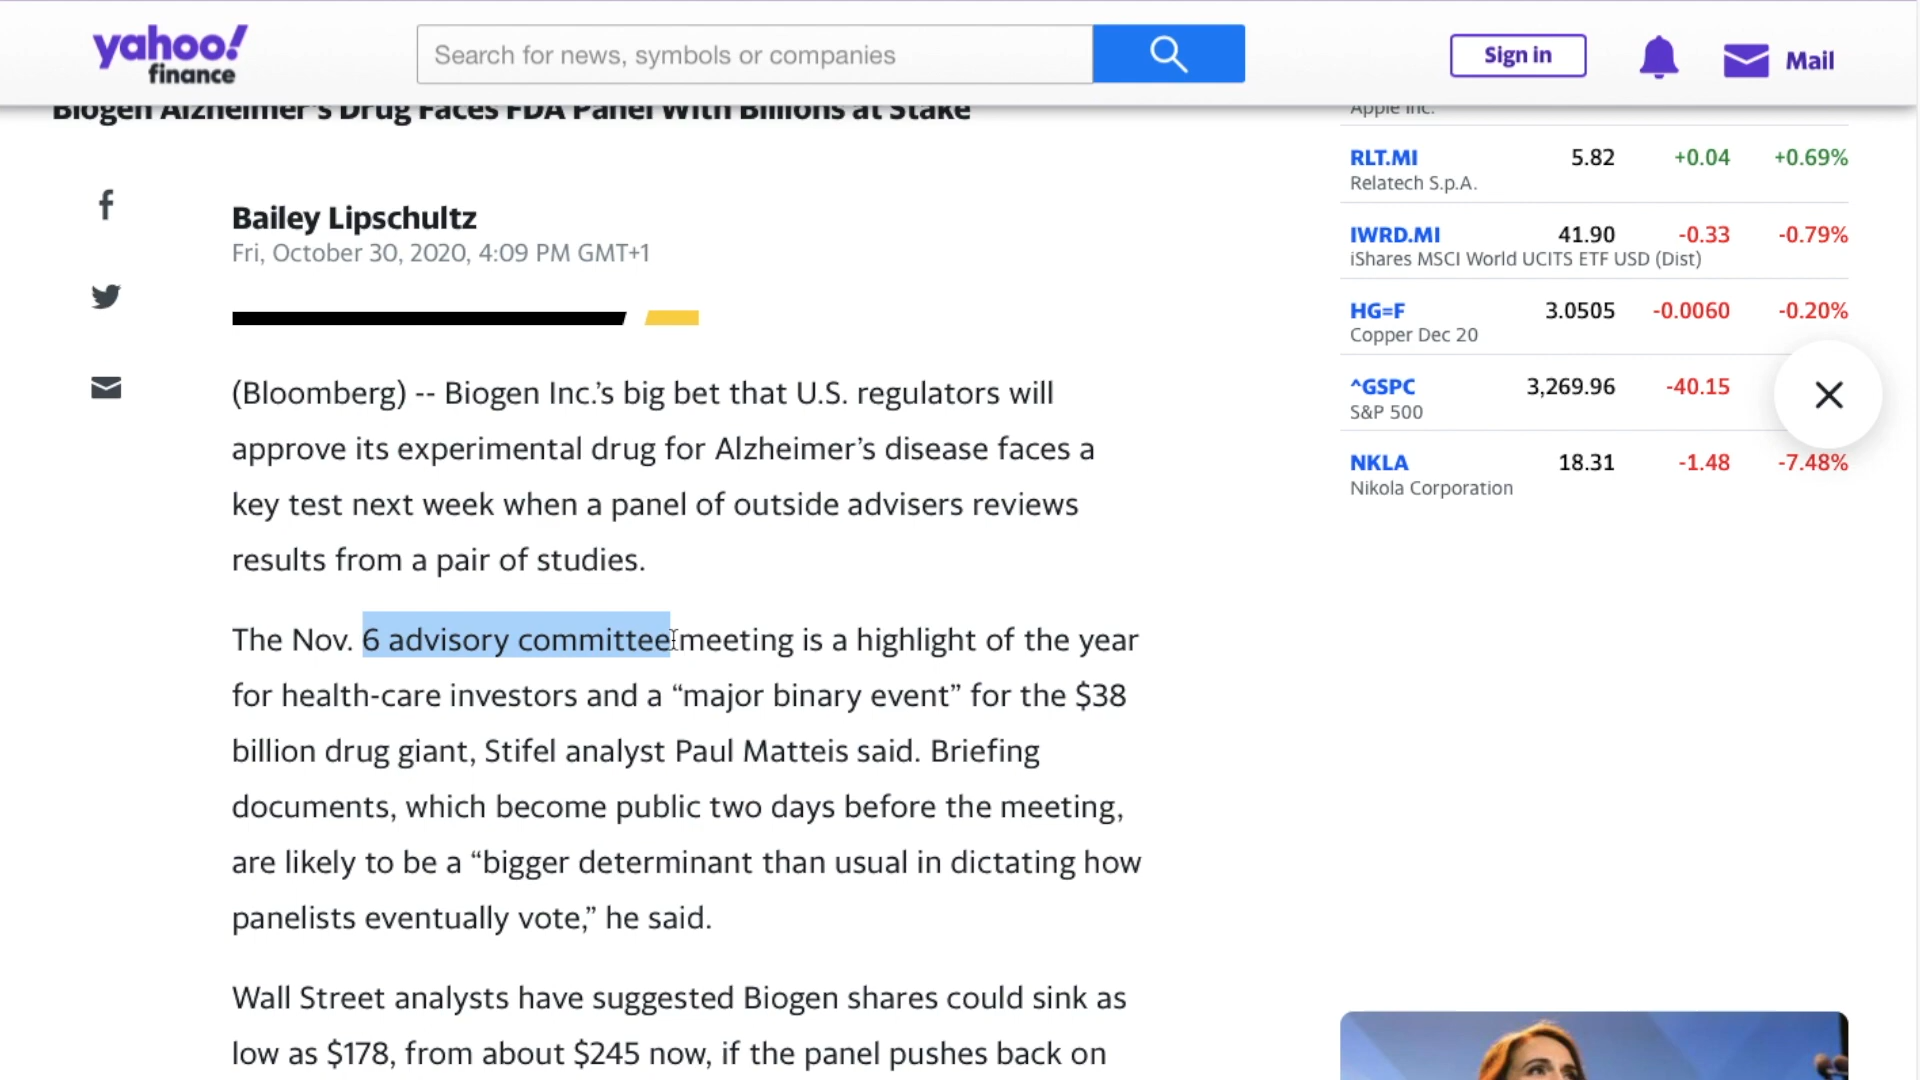 yahoo! finance
Search for news, symbols or companies
Sign in
Mail
Biogen Alzheimer's Drug Faces FDA Panel With Billions at Stake
Bailey Lipschultz
Fri, October 30, 2020, 4:09 PM GMT+1
(Bloomberg) -- Biogen Inc.’s big bet that U.S. regulators will
approve its experimental drug for Alzheimer’s disease faces a
key test next week when a panel of outside advisers reviews
results from a pair of studies.
The Nov. 6 advisory committee meeting is a highlight of the year
for health-care investors and a “major binary event” for the $38
billion drug giant, Stifel analyst Paul Matteis said. Briefing
documents, which become public two days before the meeting,
are likely to be a “bigger determinant than usual in dictating how
panelists eventually vote,” he said.
Wall Street analysts have suggested Biogen shares could sink as
low as $178, from about $245 now, if the panel pushes back on
Apple Inc.
RLT.MI 5.82 +0.04 +0.69%
Relatech S.p.A.
IWRD.MI 41.90 -0.33 -0.79%
iShares MSCI World UCITS ETF USD (Dist)
HG=F 3.0505 -0.0060 -0.20%
Copper Dec 20
^GSPC 3,269.96 -40.15
S&P 500
NKLA 18.31 -1.48 -7.48%
Nikola Corporation